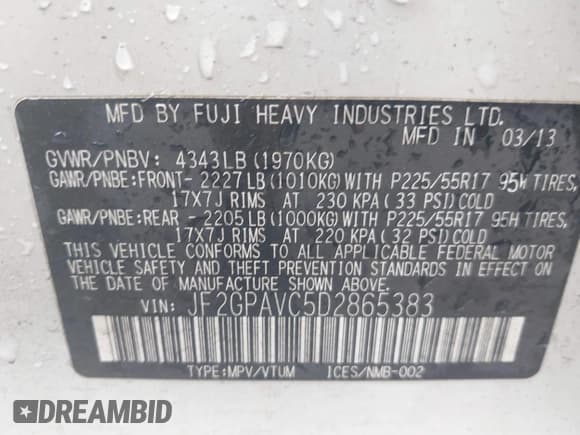 MFD BY FUJI HEAVY INDUSTRIES LTD.
MFD IN 03/13
GVWR/PNBV: 4343LB(1970KG)
GAWR/PNBE:FRONT- 2227LB(1010KG)WITH P225/55R17 95H TIRES,
17X7J RIMS AT 230 KPA(33 PSI)COLD
GAWR/PNBE:REAR - 2205LB(1000KG)WITH P225/55R17 95H TIRES,
17X7J RIMS AT 220 KPA(32 PSI)COLD
THIS VEHICLE CONFORMS TO ALL APPLICABLE FEDERAL MOTOR
VEHICLE SAFETY AND THEFT PREVENTION STANDARDS IN EFFECT ON THE
DATE OF MANUFACTURE SHOWN ABOVE.
VIN: JF2GPAVC5D2865383
TYPE:MPV/VTUM ICES/NMB-002
DREAMBID